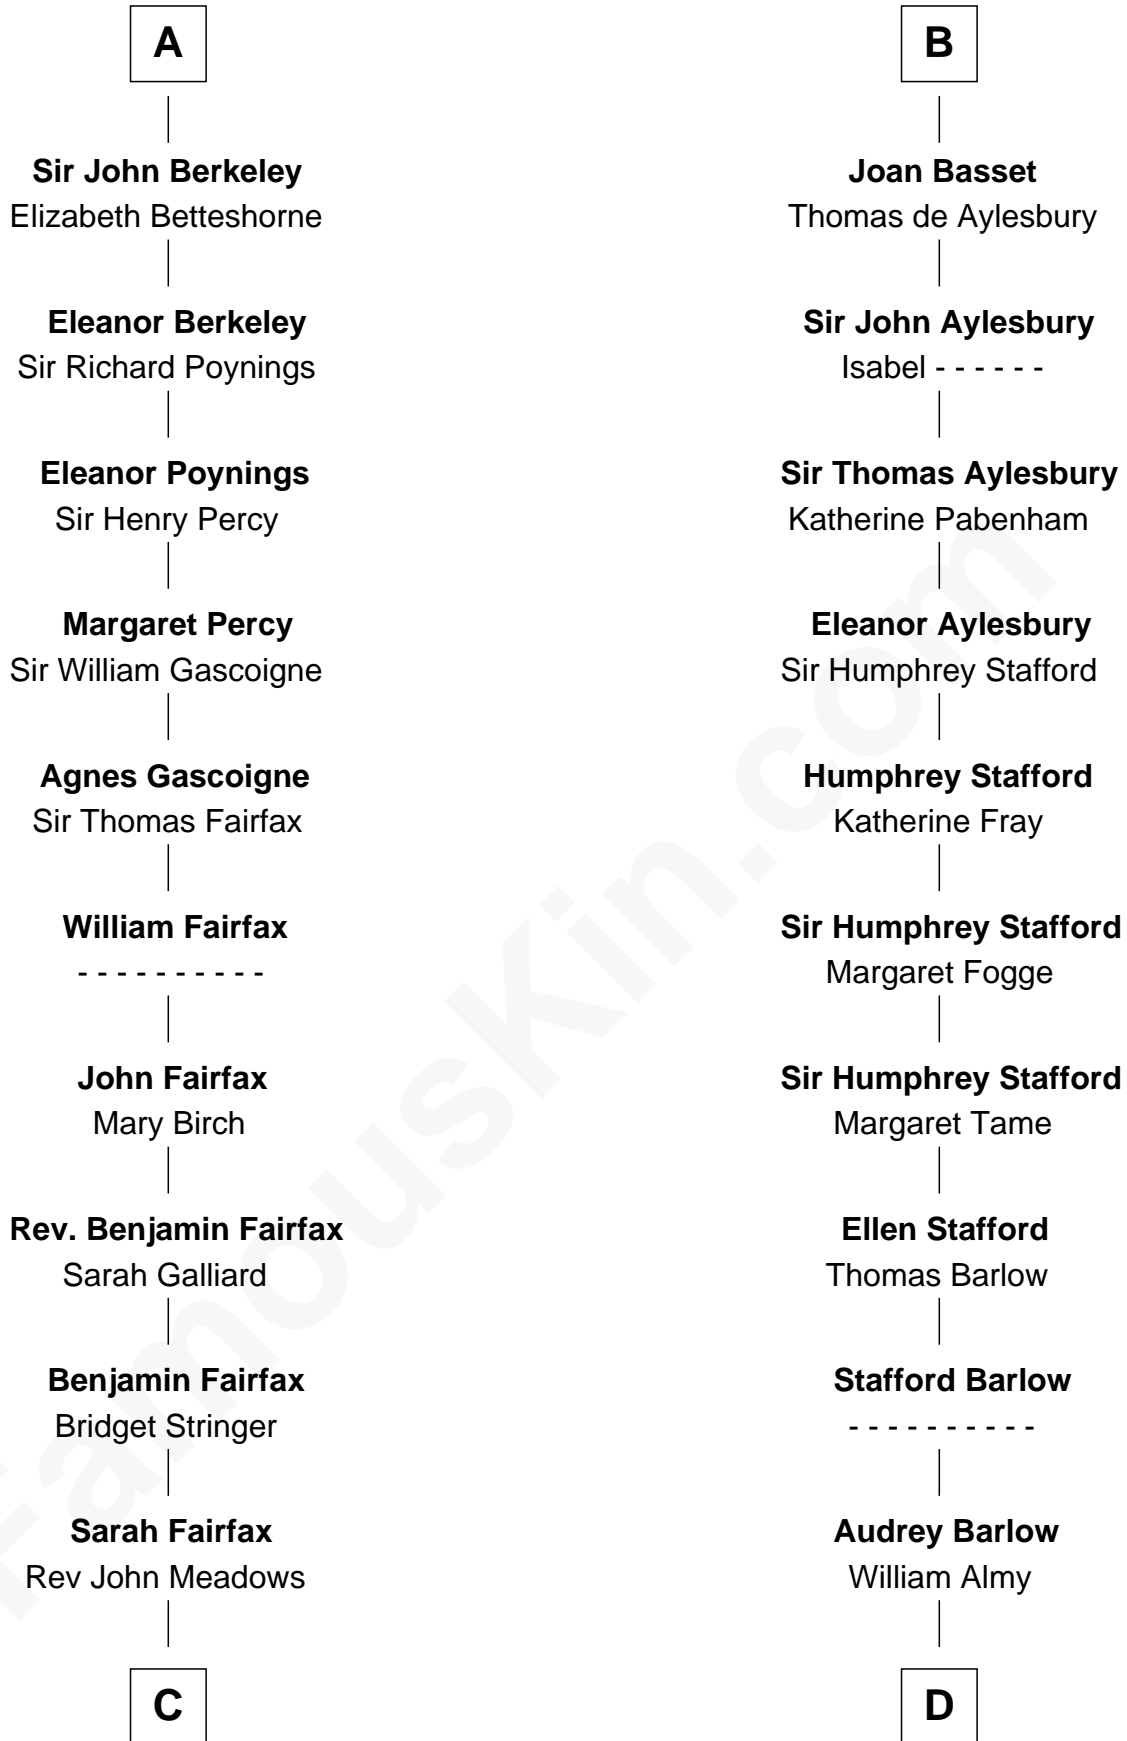 A
Sir John Berkeley
Elizabeth Betteshorne
Eleanor Berkeley
Sir Richard Poynings
Eleanor Poynings
Sir Henry Percy
Margaret Percy
Sir William Gascoigne
Agnes Gascoigne
Sir Thomas Fairfax
William Fairfax
- - - - - - - - - -
John Fairfax
Mary Birch
Rev. Benjamin Fairfax
Sarah Galliard
Benjamin Fairfax
Bridget Stringer
Sarah Fairfax
Rev John Meadows
C
B
Joan Basset
Thomas de Aylesbury
Sir John Aylesbury
Isabel - - - - - -
Sir Thomas Aylesbury
Katherine Pabenham
Eleanor Aylesbury
Sir Humphrey Stafford
Humphrey Stafford
Katherine Fray
Sir Humphrey Stafford
Margaret Fogge
Sir Humphrey Stafford
Margaret Tame
Ellen Stafford
Thomas Barlow
Stafford Barlow
- - - - - - - - - -
Audrey Barlow
William Almy
D
FamousKin.com